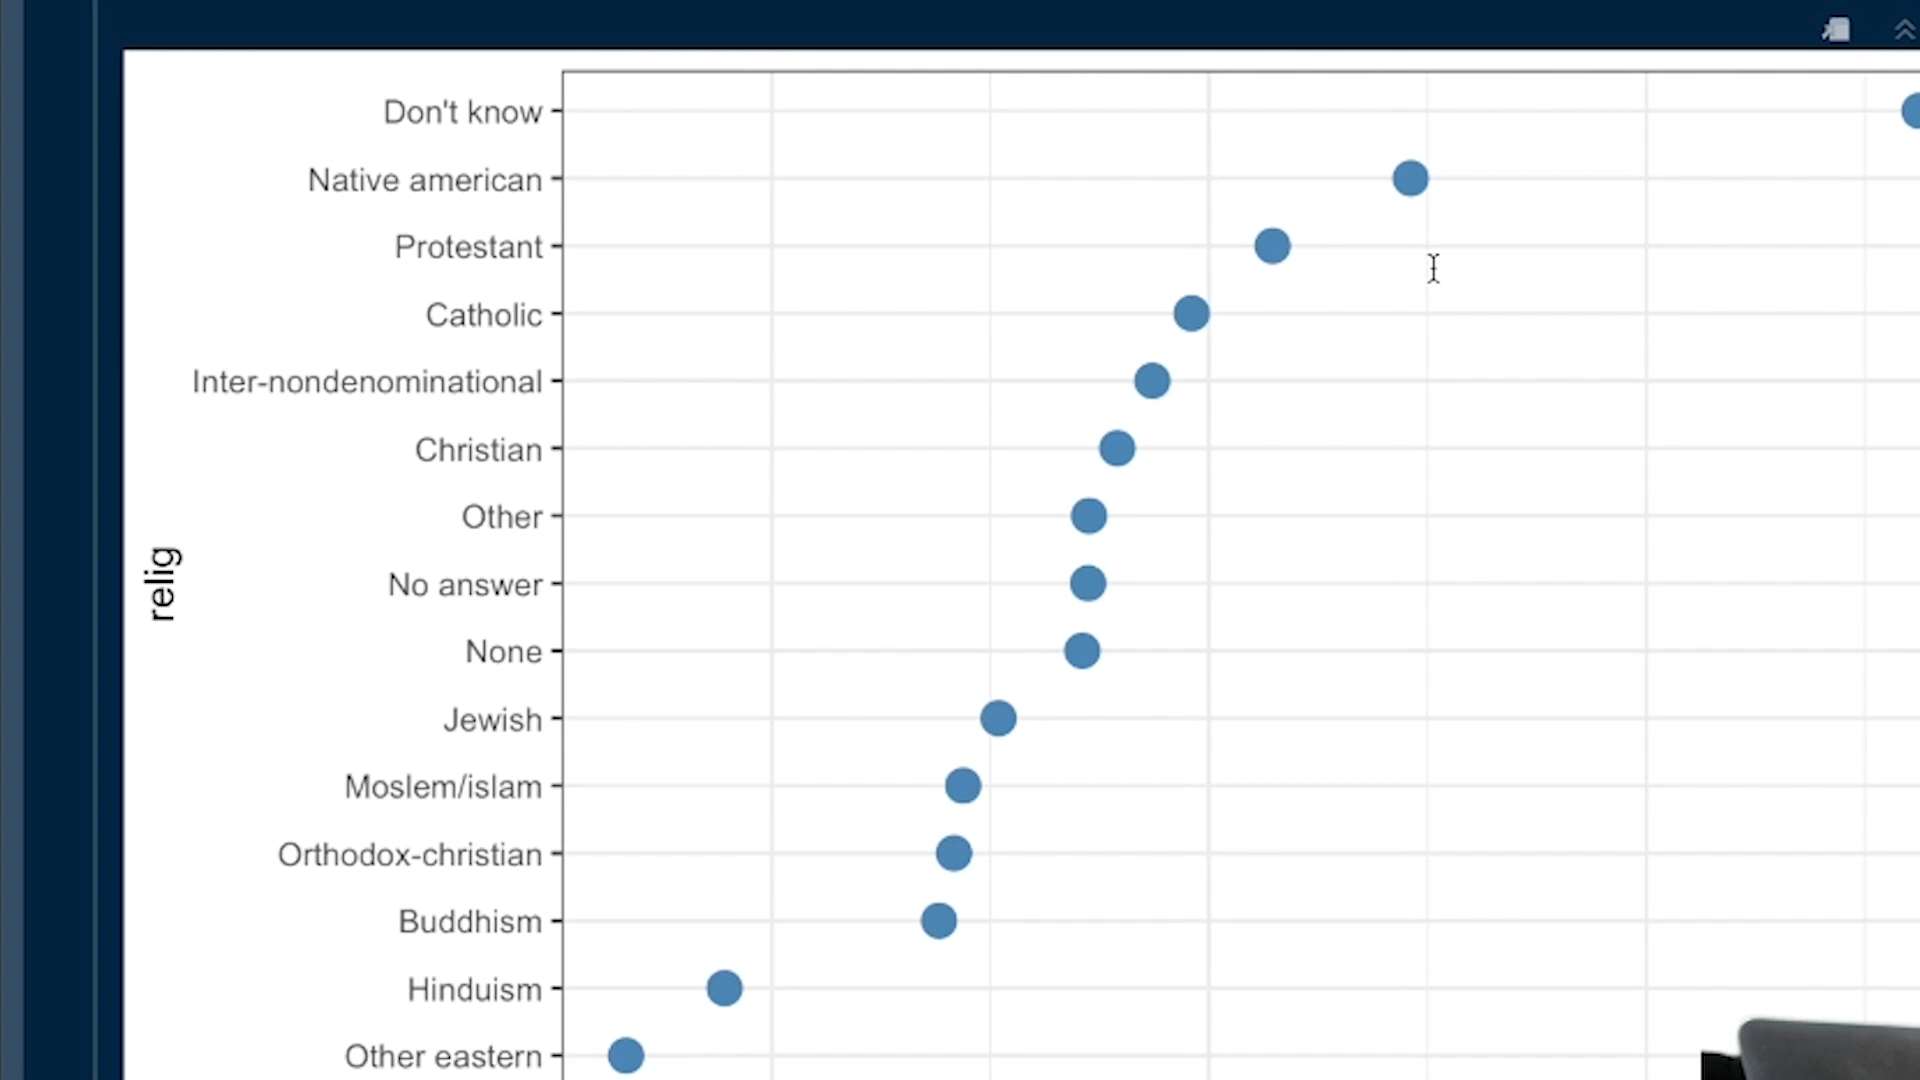 Don't know
Native american
Protestant
Catholic
Inter-nondenominational
Christian
Other
No answer
None
Jewish
Moslem/islam
Orthodox-christian
Buddhism
Hinduism
Other eastern
relig